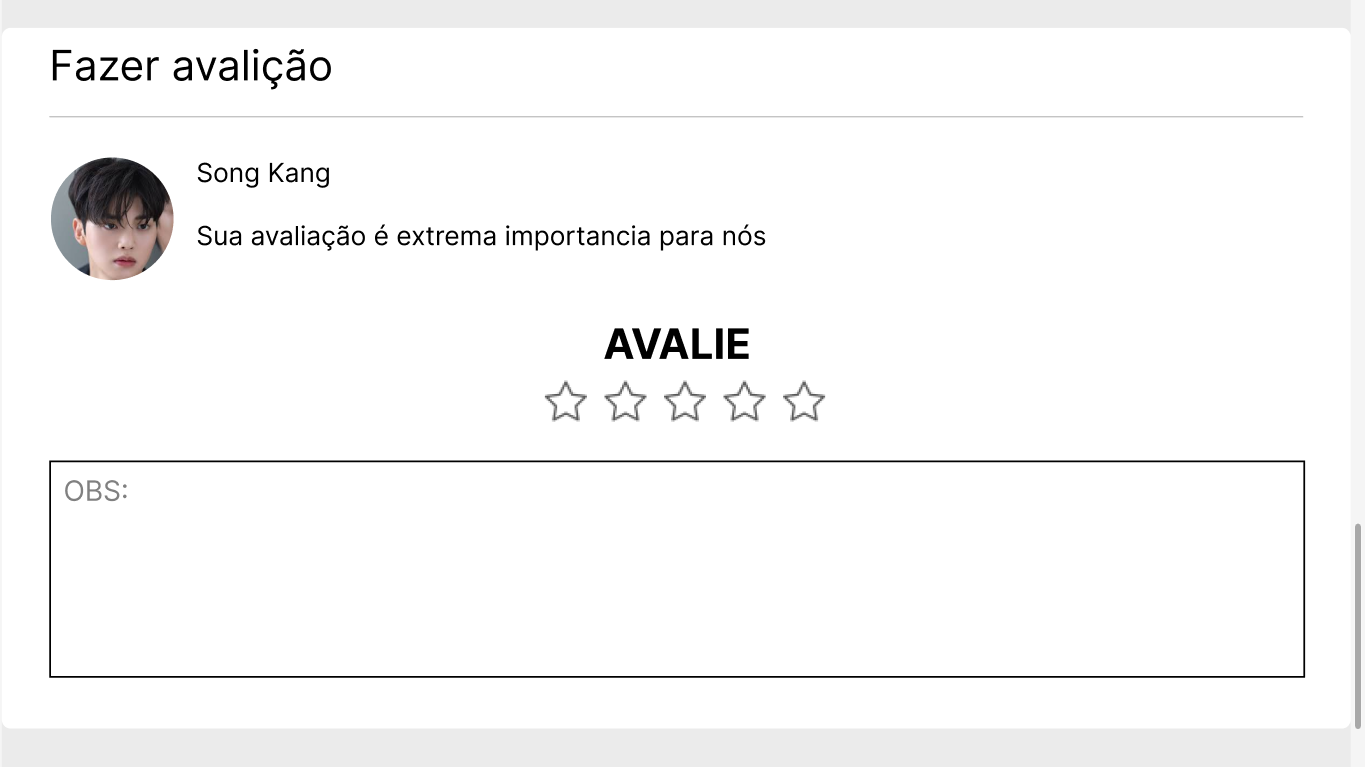 Fazer avalição
Song Kang
Sua avaliação é extrema importancia para nós
AVALIE
OBS: